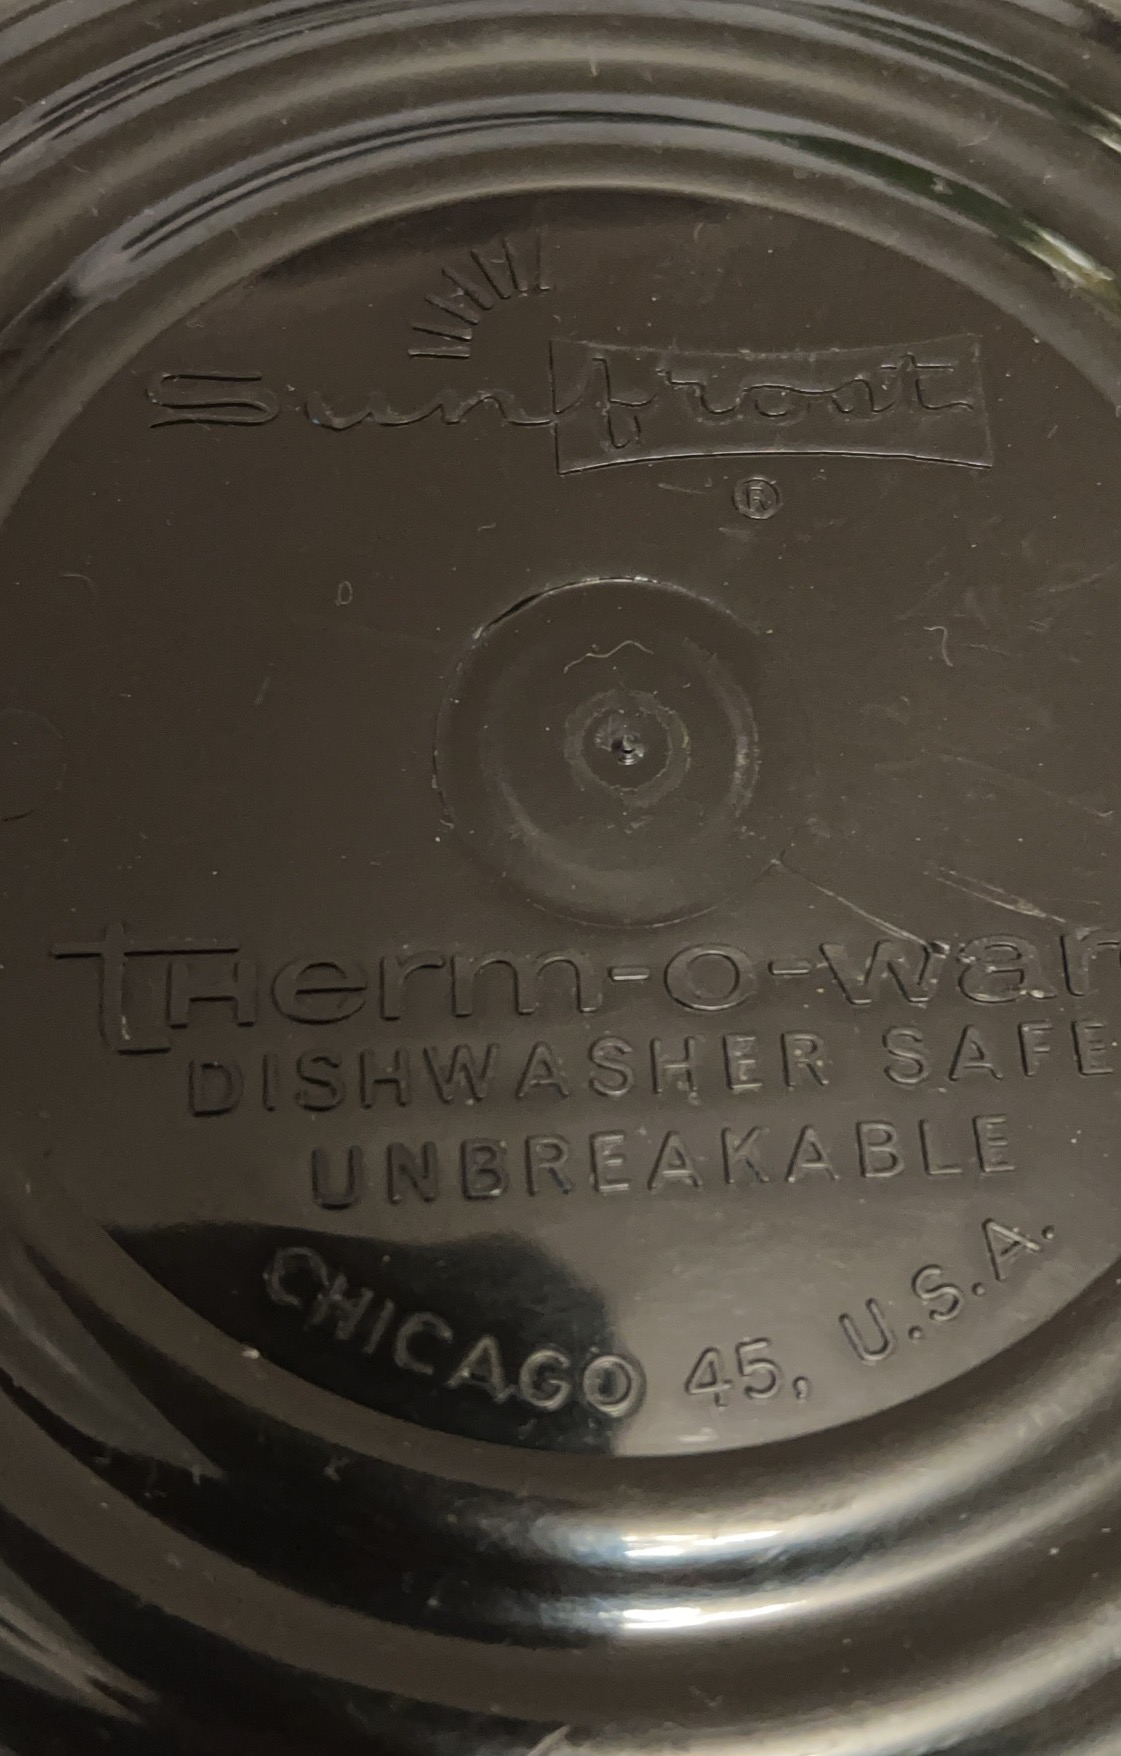 Sunfrost
®
therm-o-war
DISHWASHER SAFE
UNBREAKABLE
CHICAGO 45, U.S.A.